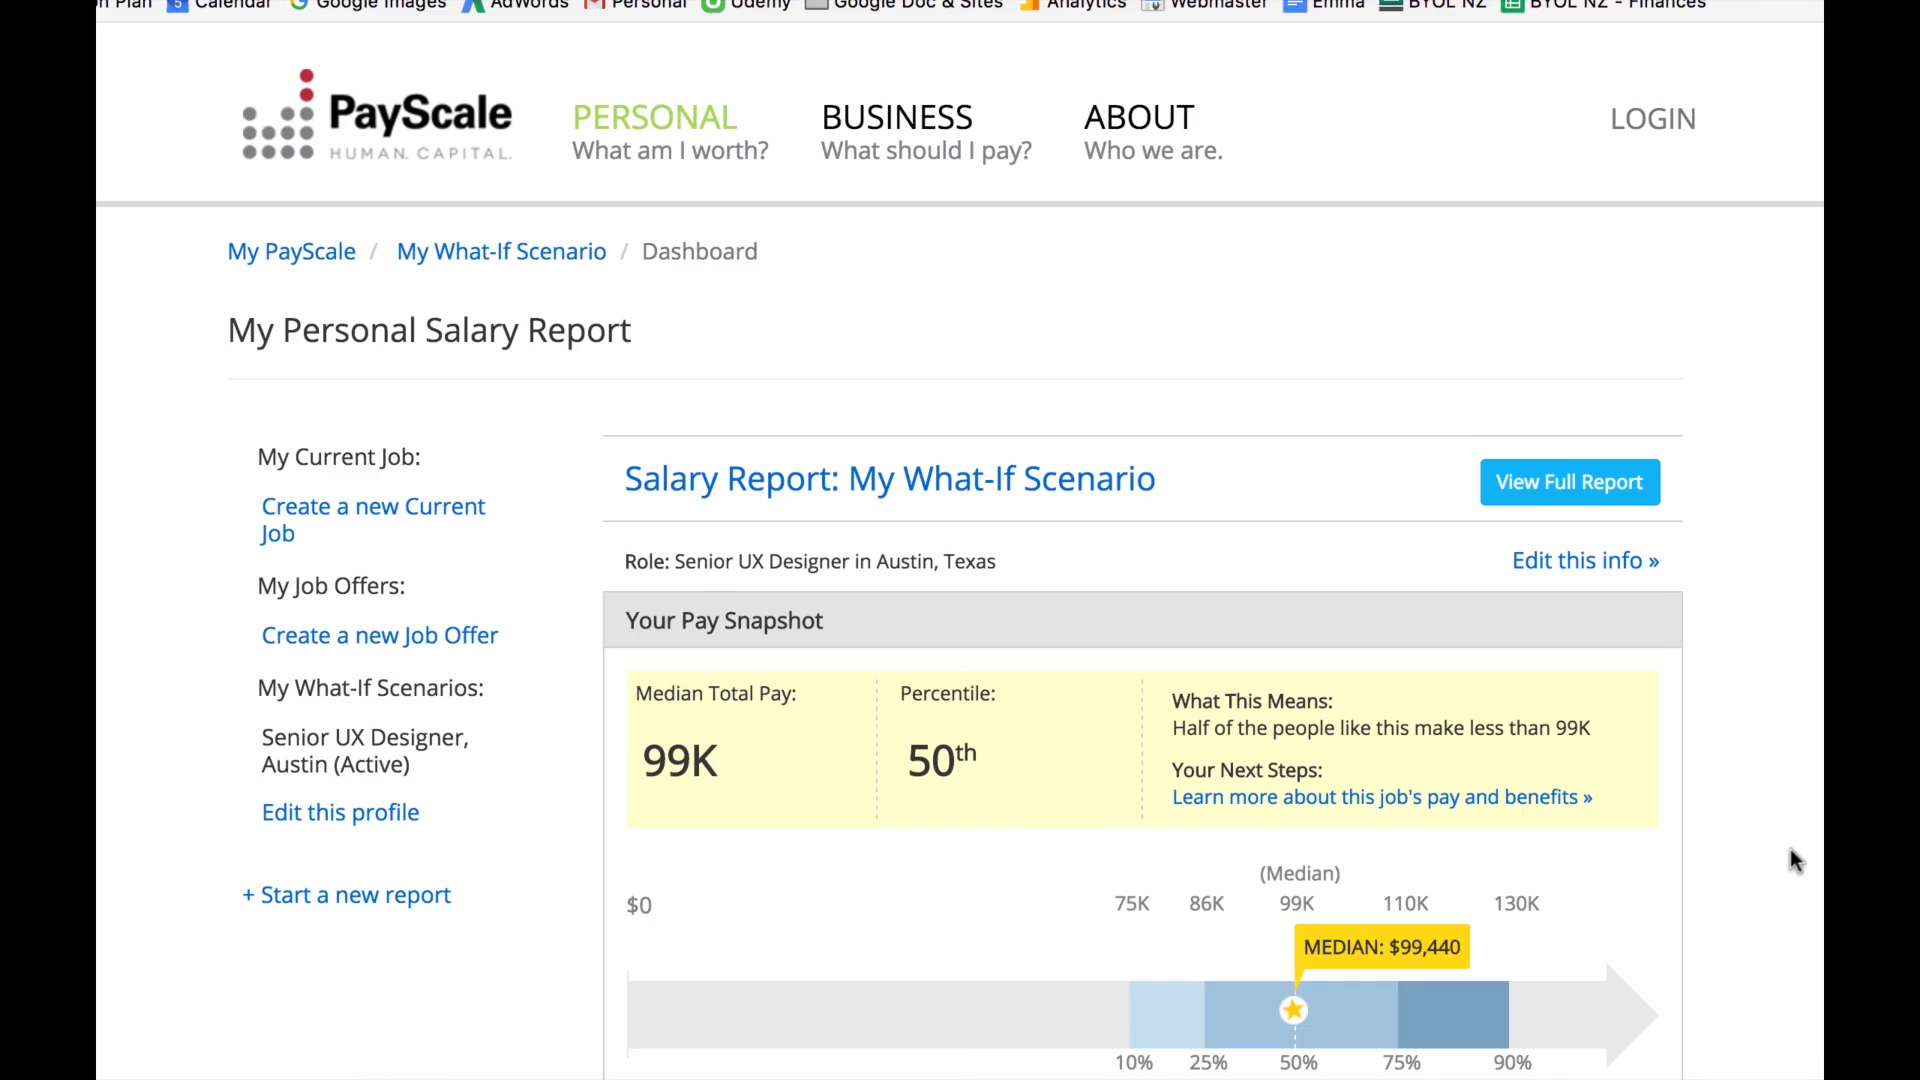 n Plan 5 Calendar Google Images AdWords Personal Udemy Google Doc & Sites Analytics Webmaster Emma BYOL NZ BYOL NZ - Finances
PayScale
HUMAN. CAPITAL.
PERSONAL
What am I worth?
BUSINESS
What should I pay?
ABOUT
Who we are.
LOGIN
My PayScale / My What-If Scenario / Dashboard
My Personal Salary Report
My Current Job:
Create a new Current
Job
My Job Offers:
Create a new Job Offer
My What-If Scenarios:
Senior UX Designer,
Austin (Active)
Edit this profile
+ Start a new report
Salary Report: My What-If Scenario
View Full Report
Role: Senior UX Designer in Austin, Texas
Edit this info »
Your Pay Snapshot
Median Total Pay:
99K
Percentile:
50th
What This Means:
Half of the people like this make less than 99K
Your Next Steps:
Learn more about this job's pay and benefits »
(Median)
$0 75K 86K 99K 110K 130K
MEDIAN: $99,440
10% 25% 50% 75% 90%